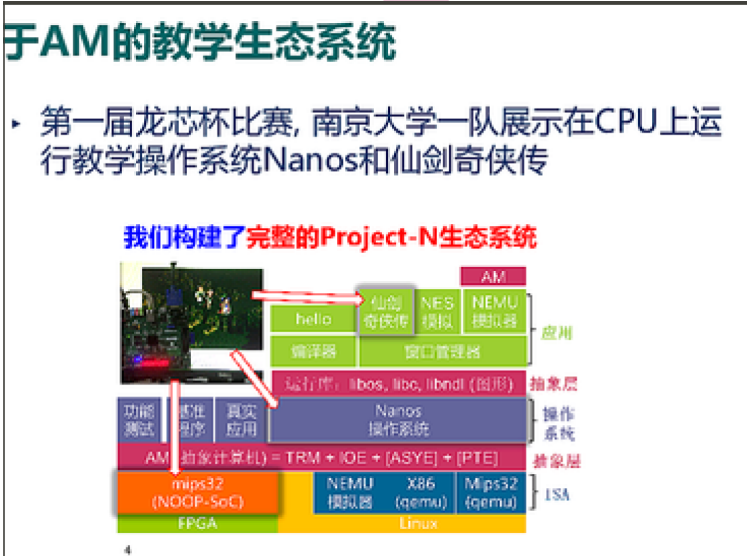 于AM的教学生态系统
▸ 第一届龙芯杯比赛, 南京大学一队展示在CPU上运
行教学操作系统Nanos和仙剑奇侠传
我们构建了完整的Project-N生态系统
AM
hello
仙剑
奇侠传
NES
模拟
NEMU
模拟器
应用
编译器
窗口管理器
运行库: libos, libc, libndl (图形)
抽象层
功能
测试
基准
程序
真实
应用
Nanos
操作系统
操作
系统
AM(抽象计算机) = TRM + IOE + [ASYE] + [PTE]
抽象层
mips32
(NOOP-SoC)
NEMU
模拟器
X86
(qemu)
Mips32
(qemu)
ISA
FPGA
Linux
4